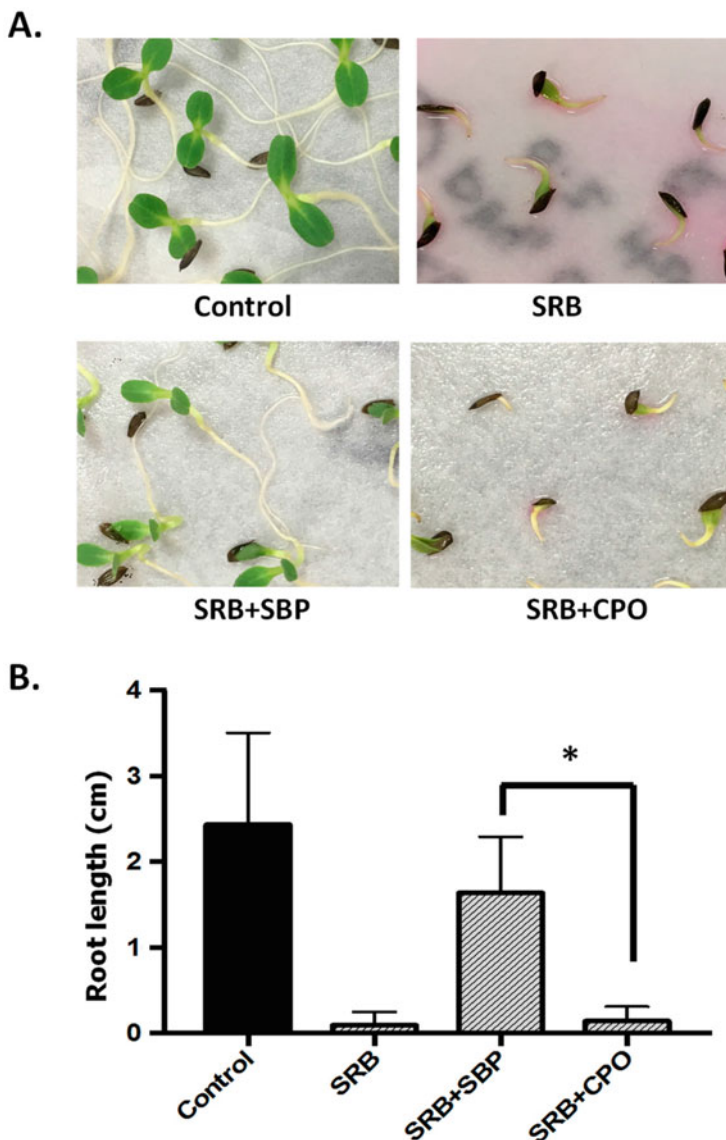 A.
Control
SRB
SRB+SBP
SRB+CPO
B.
Root length (cm)
4
3
2
1
0
*
Control
SRB
SRB+SBP
SRB+CPO